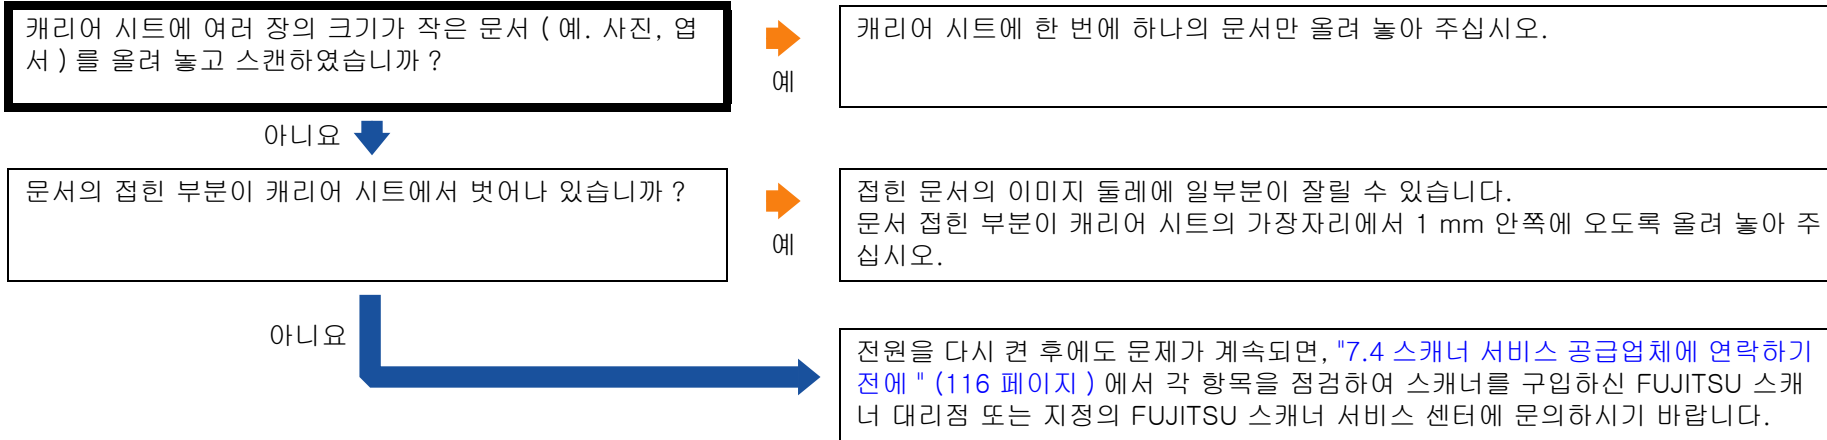 캐리어 시트에 여러 장의 크기가 작은 문서 ( 예. 사진, 엽
서 ) 를 올려 놓고 스캔하였습니까 ?
예
캐리어 시트에 한 번에 하나의 문서만 올려 놓아 주십시오.
아니요
문서의 접힌 부분이 캐리어 시트에서 벗어나 있습니까 ?
예
접힌 문서의 이미지 둘레에 일부분이 잘릴 수 있습니다.
문서 접힌 부분이 캐리어 시트의 가장자리에서 1 mm 안쪽에 오도록 올려 놓아 주
십시오.
아니요
전원을 다시 켠 후에도 문제가 계속되면, "7.4 스캐너 서비스 공급업체에 연락하기
전에 " (116 페이지 ) 에서 각 항목을 점검하여 스캐너를 구입하신 FUJITSU 스캐
너 대리점 또는 지정의 FUJITSU 스캐너 서비스 센터에 문의하시기 바랍니다.